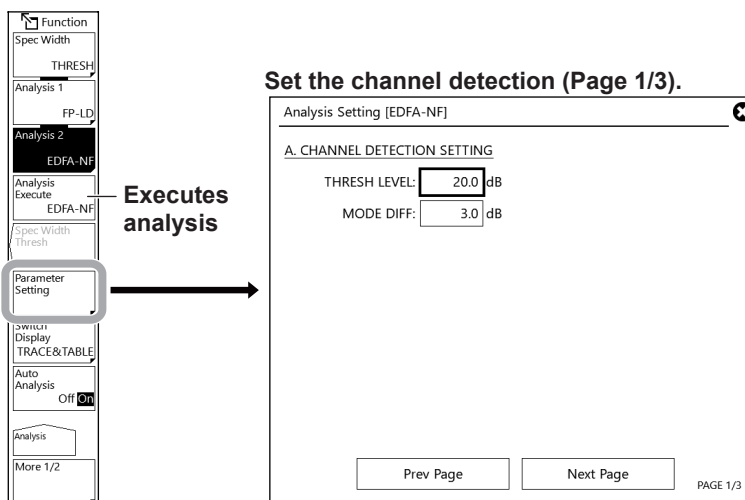 Function
Spec Width
THRESH
Analysis 1
FP-LD
Analysis 2
EDFA-NF
Analysis
Execute
EDFA-NF
Spec Width
Thresh
Parameter
Setting
Switch
Display
TRACE&TABLE
Auto
Analysis
Off On
Analysis
More 1/2
Executes
analysis
Set the channel detection (Page 1/3).
Analysis Setting [EDFA-NF]
A. CHANNEL DETECTION SETTING
THRESH LEVEL: 20.0 dB
MODE DIFF: 3.0 dB
Prev Page
Next Page
PAGE 1/3